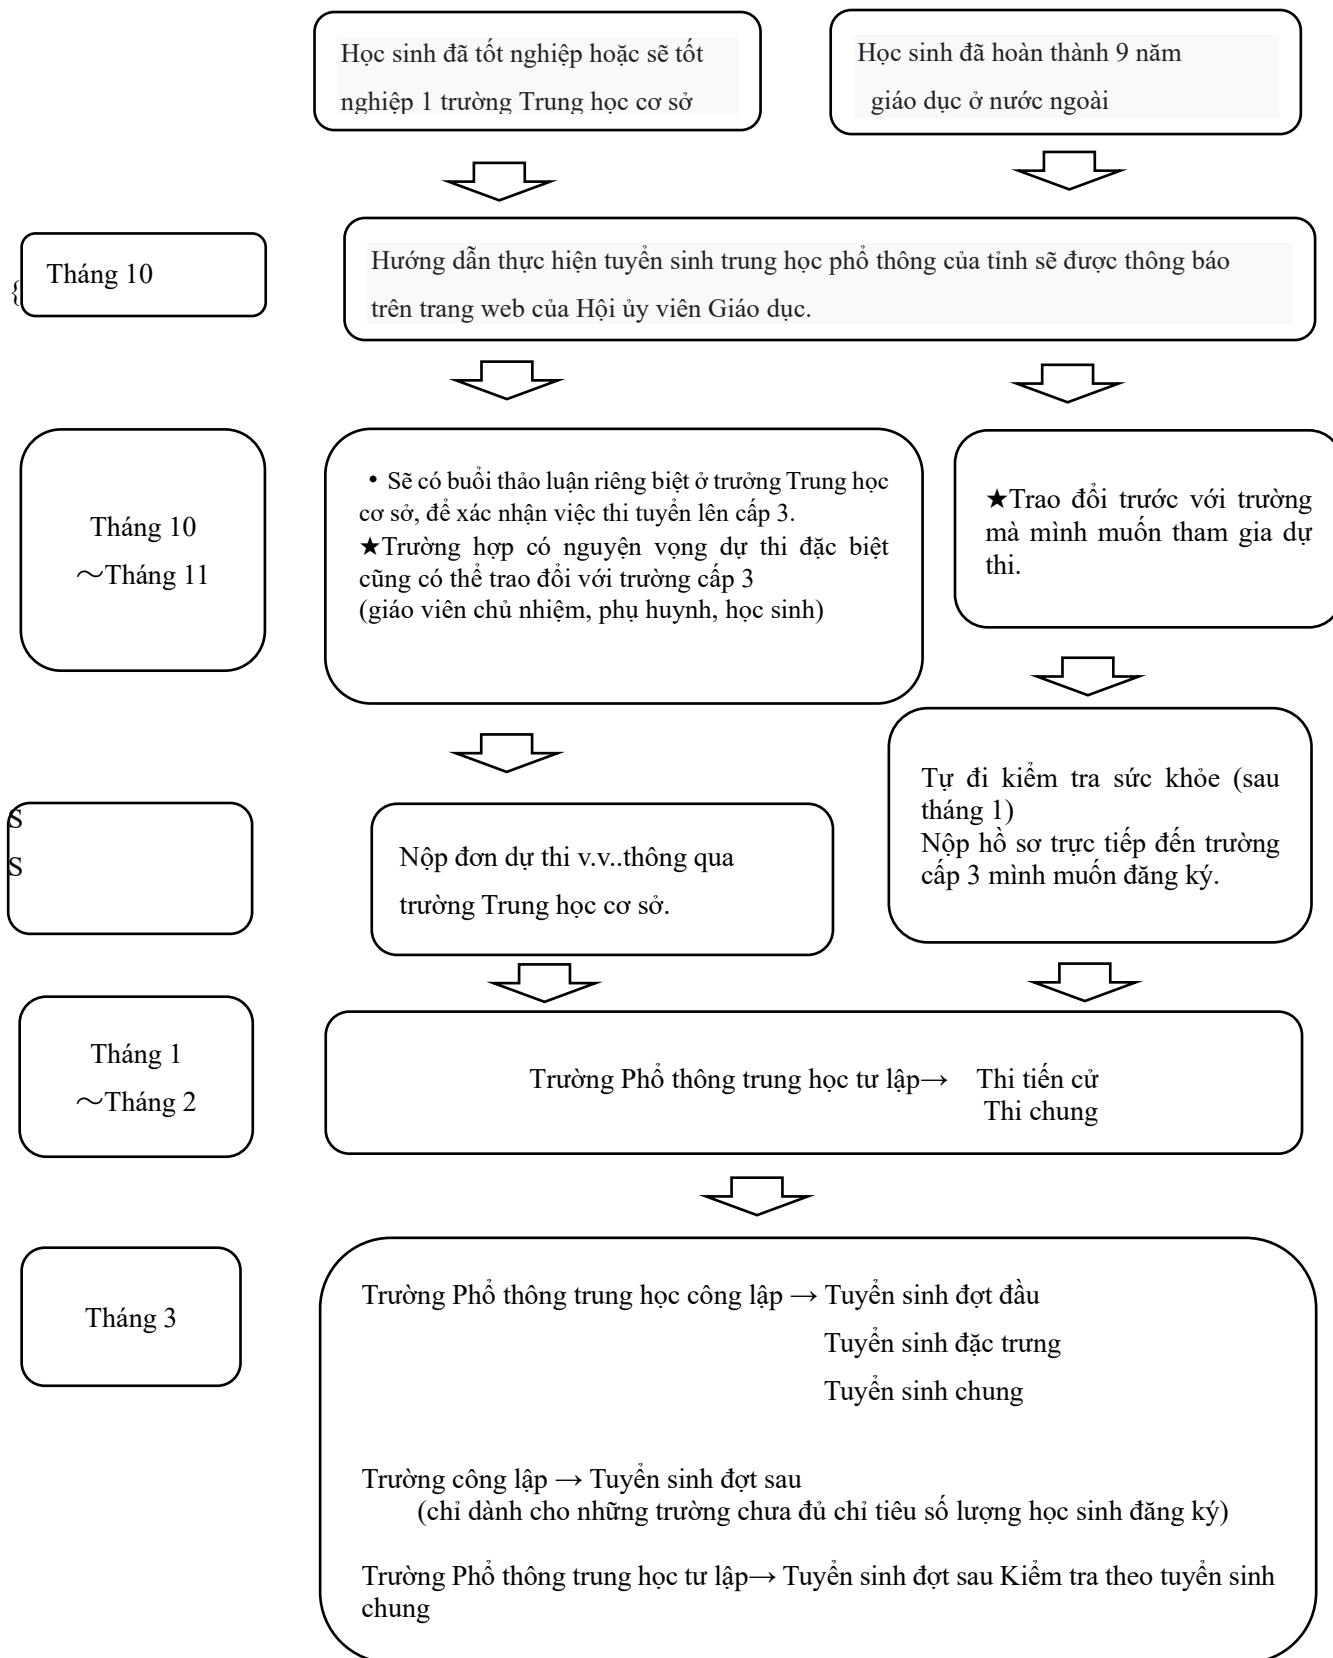 Học sinh đã tốt nghiệp hoặc sẽ tốt
nghiệp 1 trường Trung học cơ sở
Học sinh đã hoàn thành 9 năm
giáo dục ở nước ngoài
{
Tháng 10
Hướng dẫn thực hiện tuyển sinh trung học phổ thông của tỉnh sẽ được thông báo
trên trang web của Hội ủy viên Giáo dục.
Tháng 10
～Tháng 11
・Sẽ có buổi thảo luận riêng biệt ở trưởng Trung học
cơ sở, để xác nhận việc thi tuyển lên cấp 3.
★Trường hợp có nguyện vọng dự thi đặc biệt
cũng có thể trao đổi với trường cấp 3
(giáo viên chủ nhiệm, phụ huynh, học sinh)
★Trao đổi trước với trường
mà mình muốn tham gia dự
thi.
S
S
Nộp đơn dự thi v.v..thông qua
trường Trung học cơ sở.
Tự đi kiểm tra sức khỏe (sau
tháng 1)
Nộp hồ sơ trực tiếp đến trường
cấp 3 mình muốn đăng ký.
Tháng 1
～Tháng 2
Trường Phổ thông trung học tư lập→ Thi tiến cử
Thi chung
Tháng 3
Trường Phổ thông trung học công lập → Tuyển sinh đợt đầu
Tuyển sinh đặc trưng
Tuyển sinh chung
Trường công lập → Tuyển sinh đợt sau
(chỉ dành cho những trường chưa đủ chỉ tiêu số lượng học sinh đăng ký)
Trường Phổ thông trung học tư lập→ Tuyển sinh đợt sau Kiểm tra theo tuyển sinh
chung